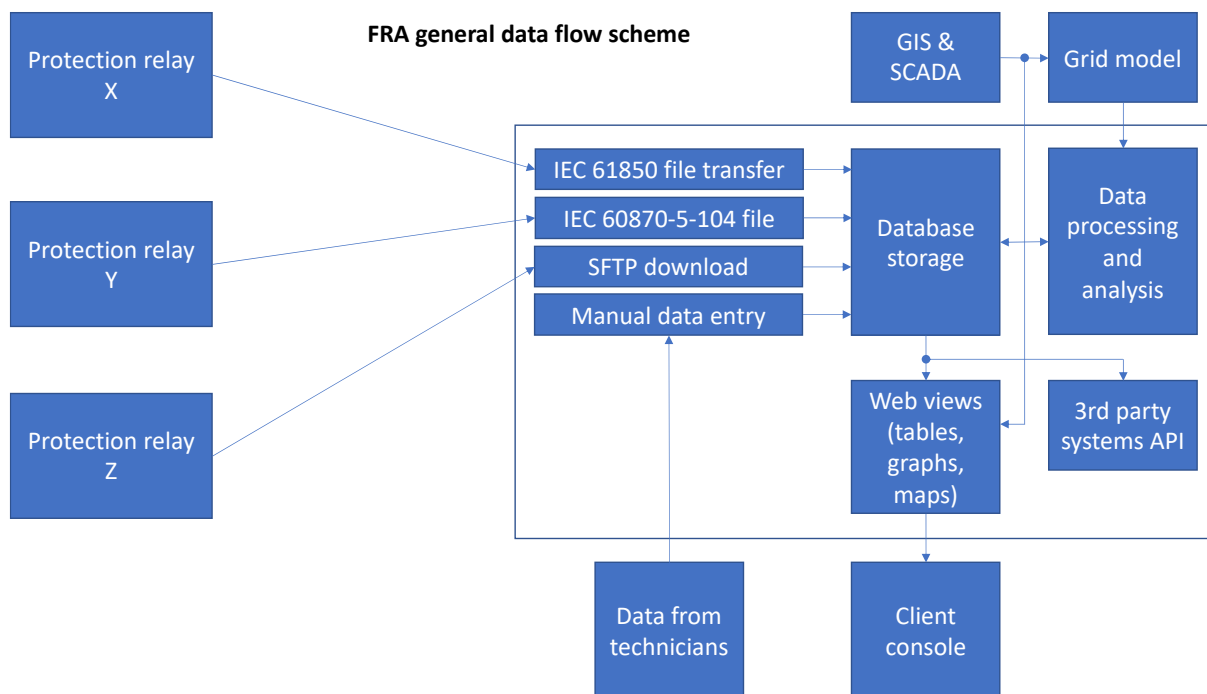 FRA general data flow scheme
Protection relay
X
GIS &
SCADA
Grid model
IEC 61850 file transfer
IEC 60870-5-104 file
SFTP download
Manual data entry
Database
storage
Data
processing
and
analysis
Protection relay
Y
Protection relay
Z
Web views
(tables,
graphs,
maps)
3rd party
systems API
Data from
technicians
Client
console